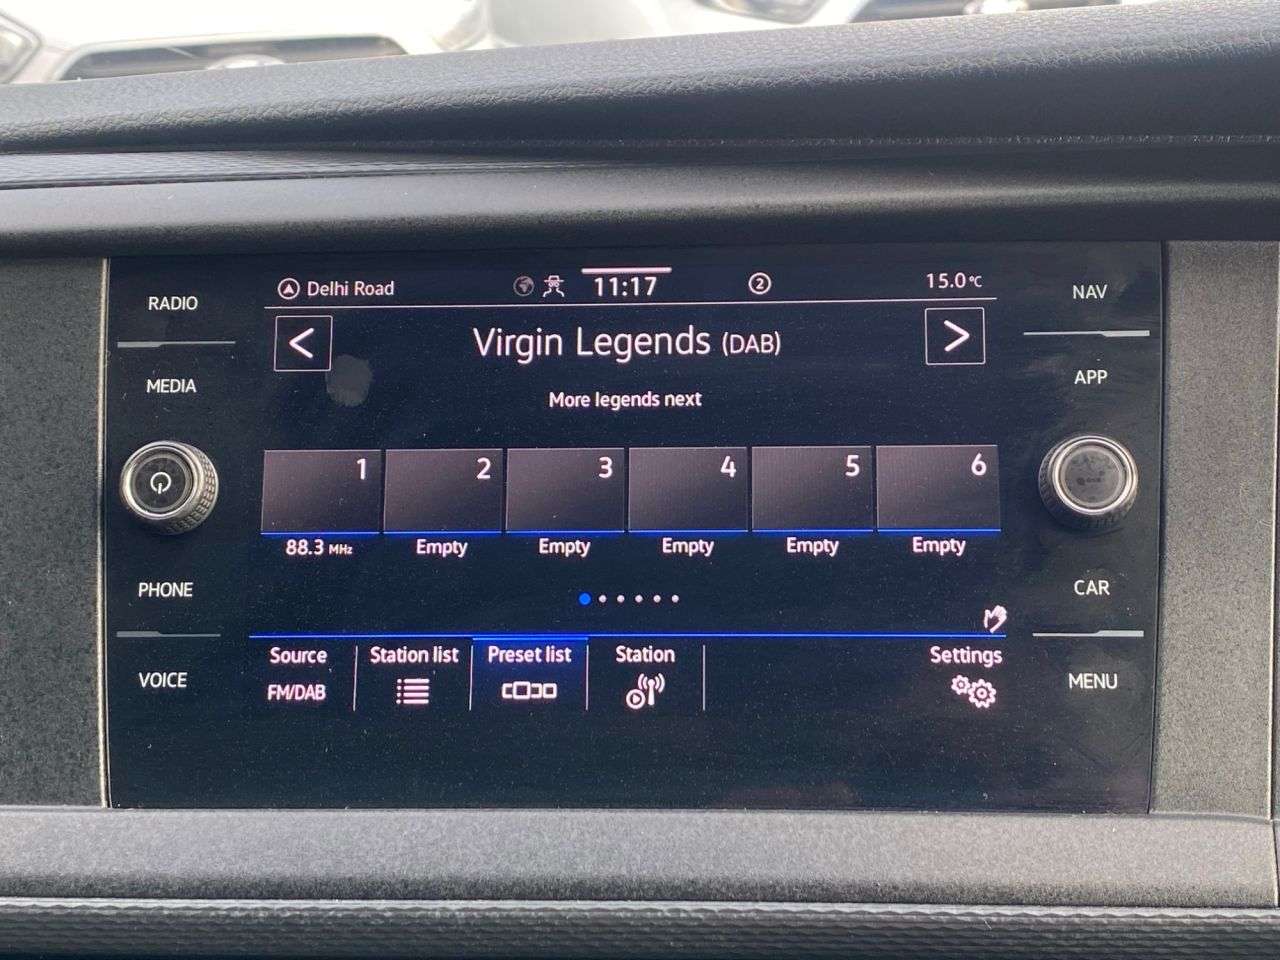 Delhi Road 11:17 2 15.0°C
RADIO
NAV
< Virgin Legends (DAB) >
MEDIA
APP
More legends next
1 2 3 4 5 6
88.3 MHz Empty Empty Empty Empty Empty
PHONE
CAR
Source Station list Preset list Station Settings
FM/DAB
VOICE
MENU